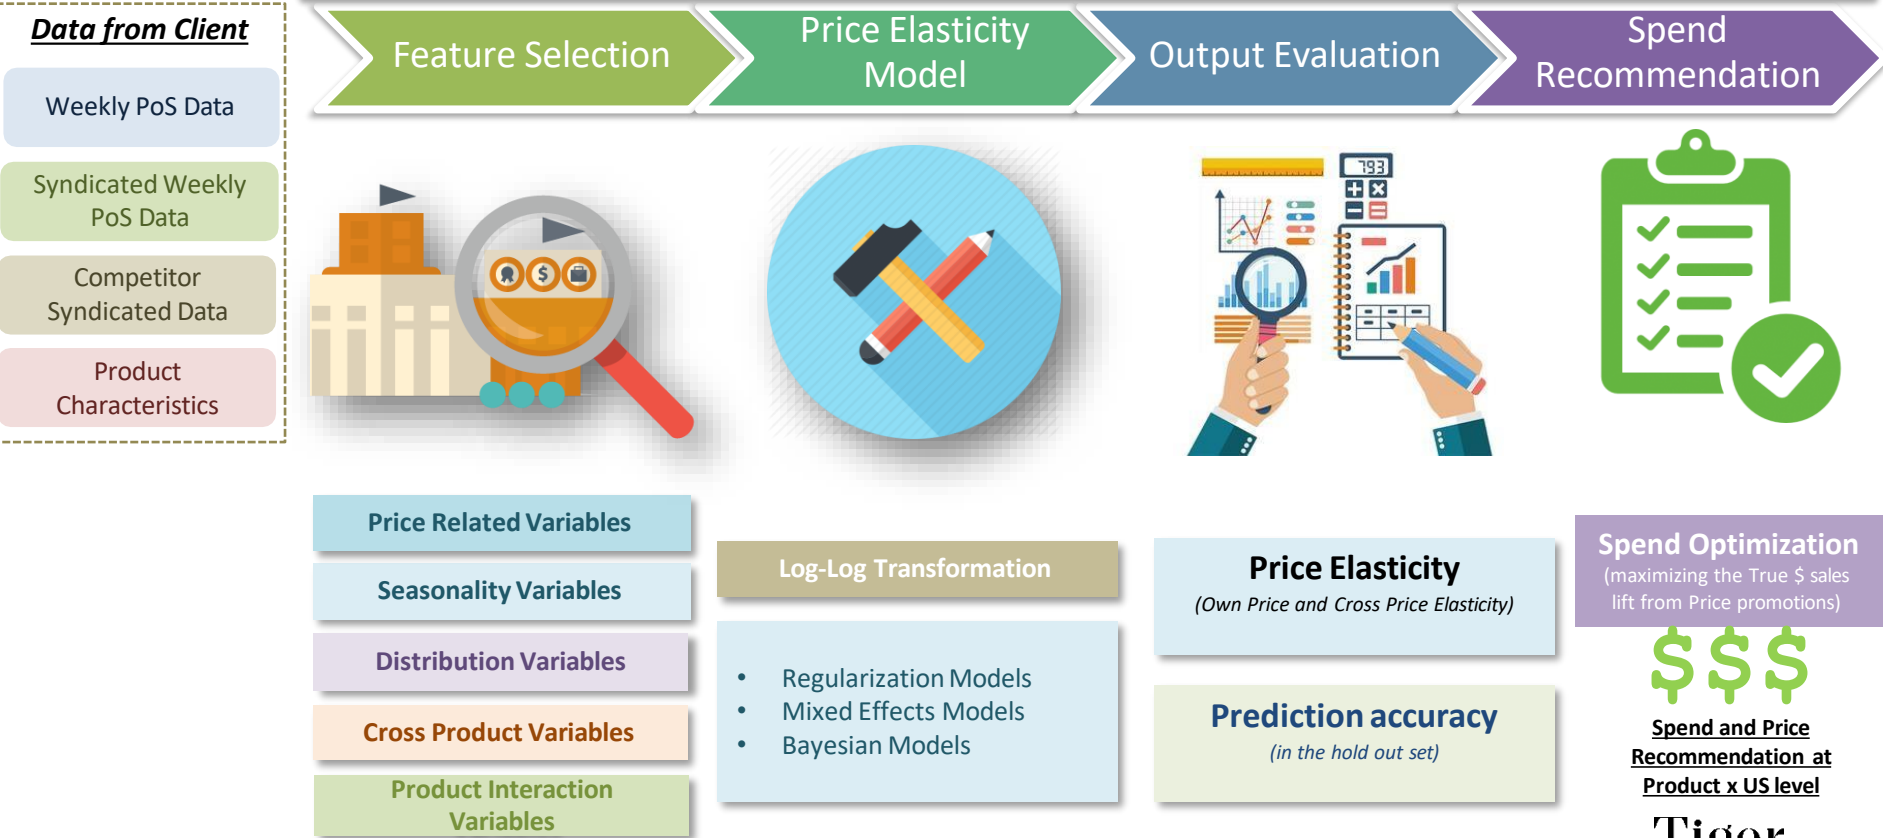 Data from Client
Weekly PoS Data
Syndicated Weekly
PoS Data
Competitor
Syndicated Data
Product
Characteristics
Feature Selection
Price Elasticity
Model
Output Evaluation
Spend
Recommendation
$
793
Price Related Variables
Seasonality Variables
Distribution Variables
Cross Product Variables
Product Interaction
Variables
Log-Log Transformation
• Regularization Models
• Mixed Effects Models
• Bayesian Models
Price Elasticity
(Own Price and Cross Price Elasticity)
Prediction accuracy
(in the hold out set)
Spend Optimization
(maximizing the True $ sales
lift from Price promotions)
$$$
Spend and Price
Recommendation at
Product x US level
Tiger